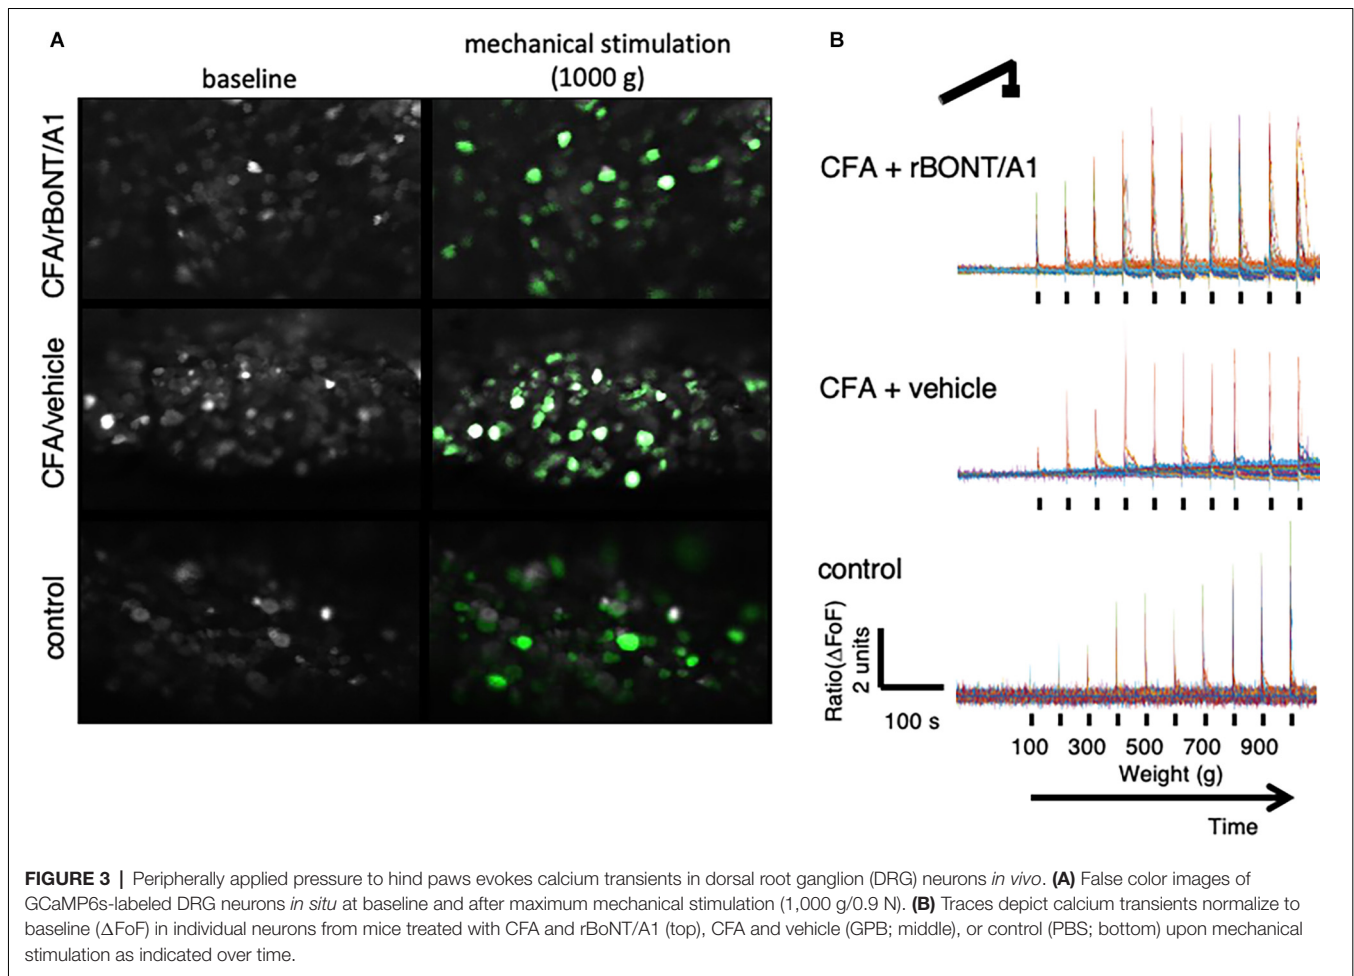 A
baseline
mechanical stimulation
(1000 g)
CFA/rBoNT/A1
CFA/vehicle
control
B
CFA + rBONT/A1
CFA + vehicle
control
Ratio(ΔFoF)
2 units
100 s
100 300 500 700 900
Weight (g)
Time
FIGURE 3 | Peripherally applied pressure to hind paws evokes calcium transients in dorsal root ganglion (DRG) neurons in vivo. (A) False color images of
GCaMP6s-labeled DRG neurons in situ at baseline and after maximum mechanical stimulation (1,000 g/0.9 N). (B) Traces depict calcium transients normalize to
baseline (ΔFoF) in individual neurons from mice treated with CFA and rBoNT/A1 (top), CFA and vehicle (GPB; middle), or control (PBS; bottom) upon mechanical
stimulation as indicated over time.